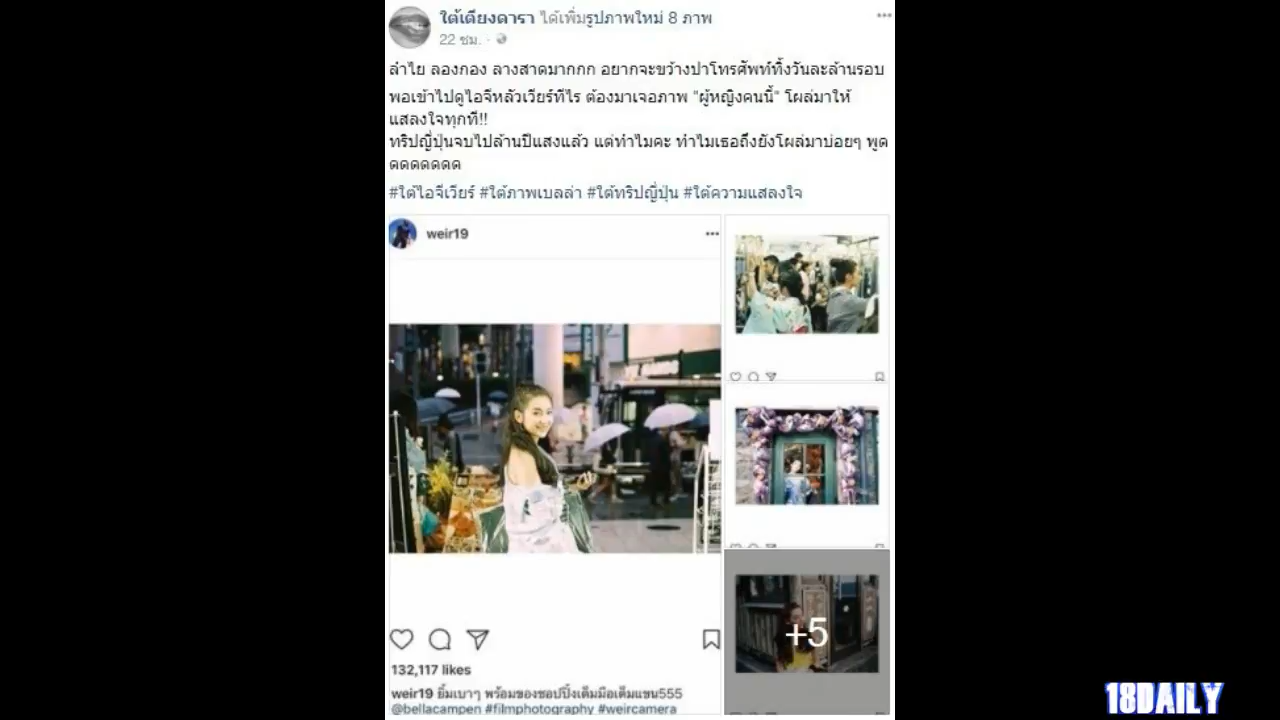 ใต้เตียงดารา ได้เพิ่มรูปภาพใหม่ 8 ภาพ
22 ชม. ·
ลำไย ลองกอง ลางสาดมากกก อยากจะขว้างปาโทรศัพท์ทิ้งวันละล้านรอบ
พอเข้าไปดูไอจีหลัวเวียร์ทีไร ต้องมาเจอภาพ "ผู้หญิงคนนี้" โผล่มาให้
แสลงใจทุกที!!
ทริปญี่ปุ่นจบไปล้านปีแสงแล้ว แต่ทำไมคะ ทำไมเธอถึงยังโผล่มาบ่อยๆ พูด
ดดดดดดดด
#ใต้ไอจีเวียร์ #ใต้ภาพเบลล่า #ใต้ทริปญี่ปุ่น #ใต้ความแสลงใจ
weir19
+5
132,117 likes
weir19 ยิ้มเบาๆ พร้อมของชอปปิ้งเต็มมือเต็มแขน555
@bellacampen #filmphotography #weircamera
18DAILY